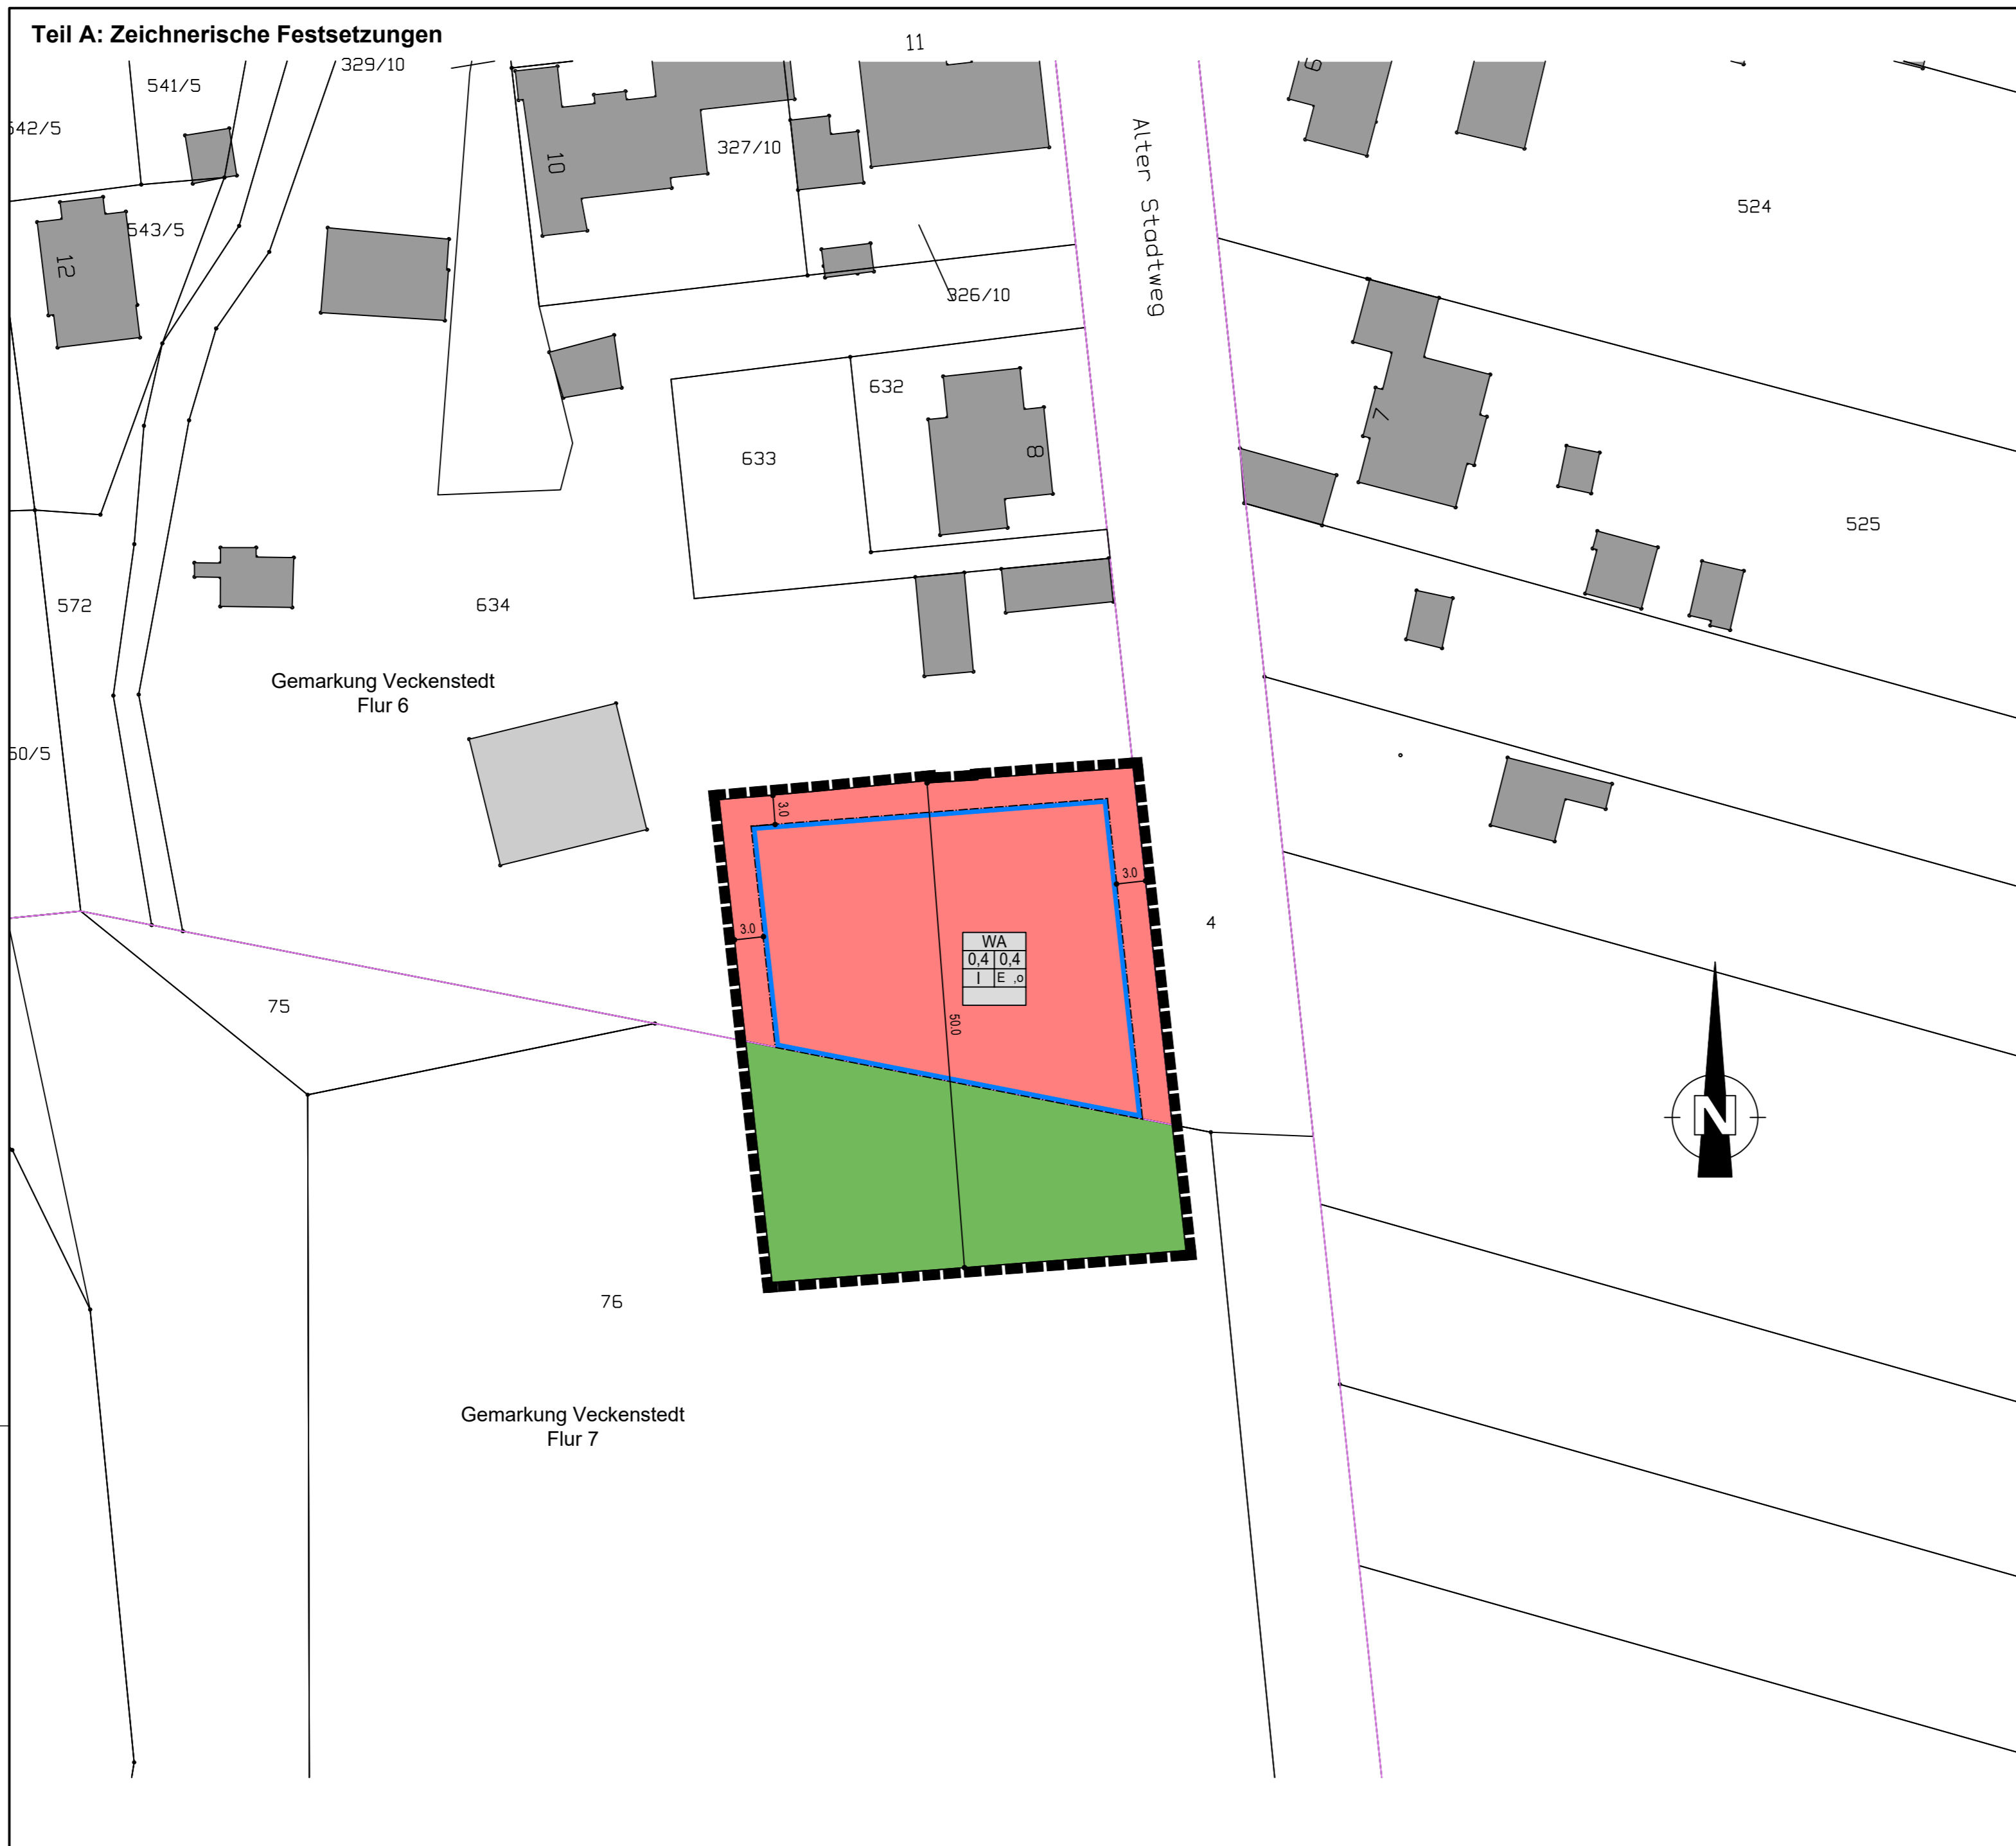 Teil A: Zeichnerische Festsetzungen
11
329/10
541/5
542/5
327/10
10
Alter Stadtweg
524
543/5
12
326/10
632
7
633
8
525
572
634
Gemarkung Veckenstedt
Flur 6
3.0
3.0
3.0
4
WA
0,4 0,4
I E ,o
75
50.0
N
76
Gemarkung Veckenstedt
Flur 7